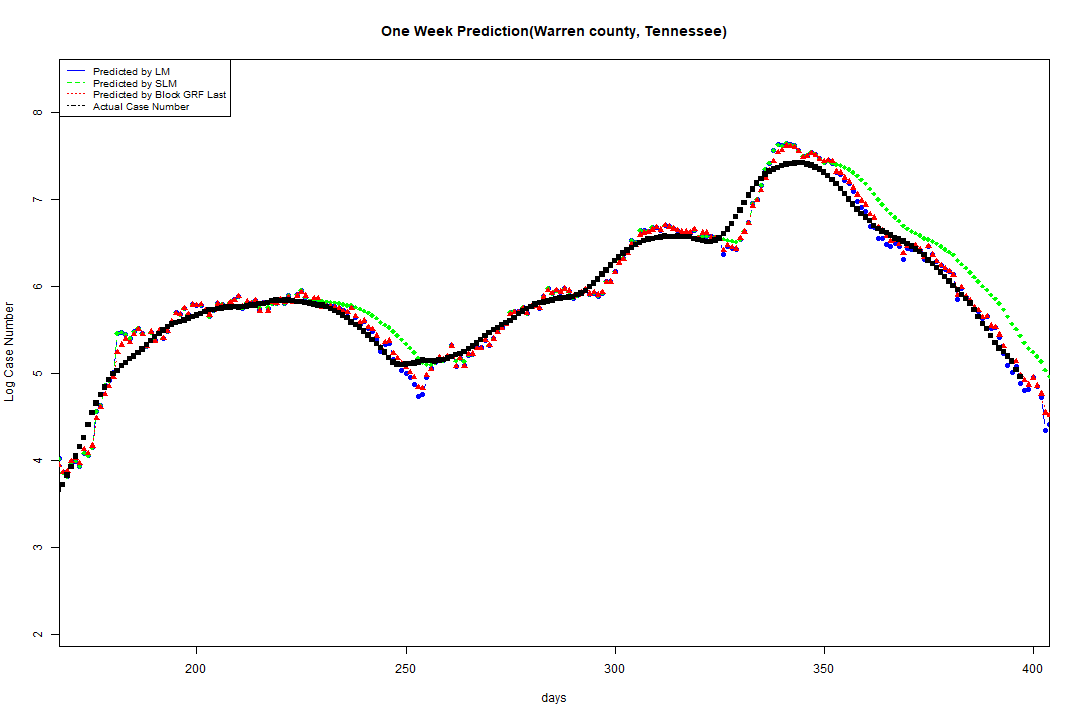 One Week Prediction(Warren county, Tennessee)
Predicted by LM
Predicted by SLM
Predicted by Block GRF Last
Actual Case Number
8
7
6
5
4
3
2
Log Case Number
200 250 300 350 400
days